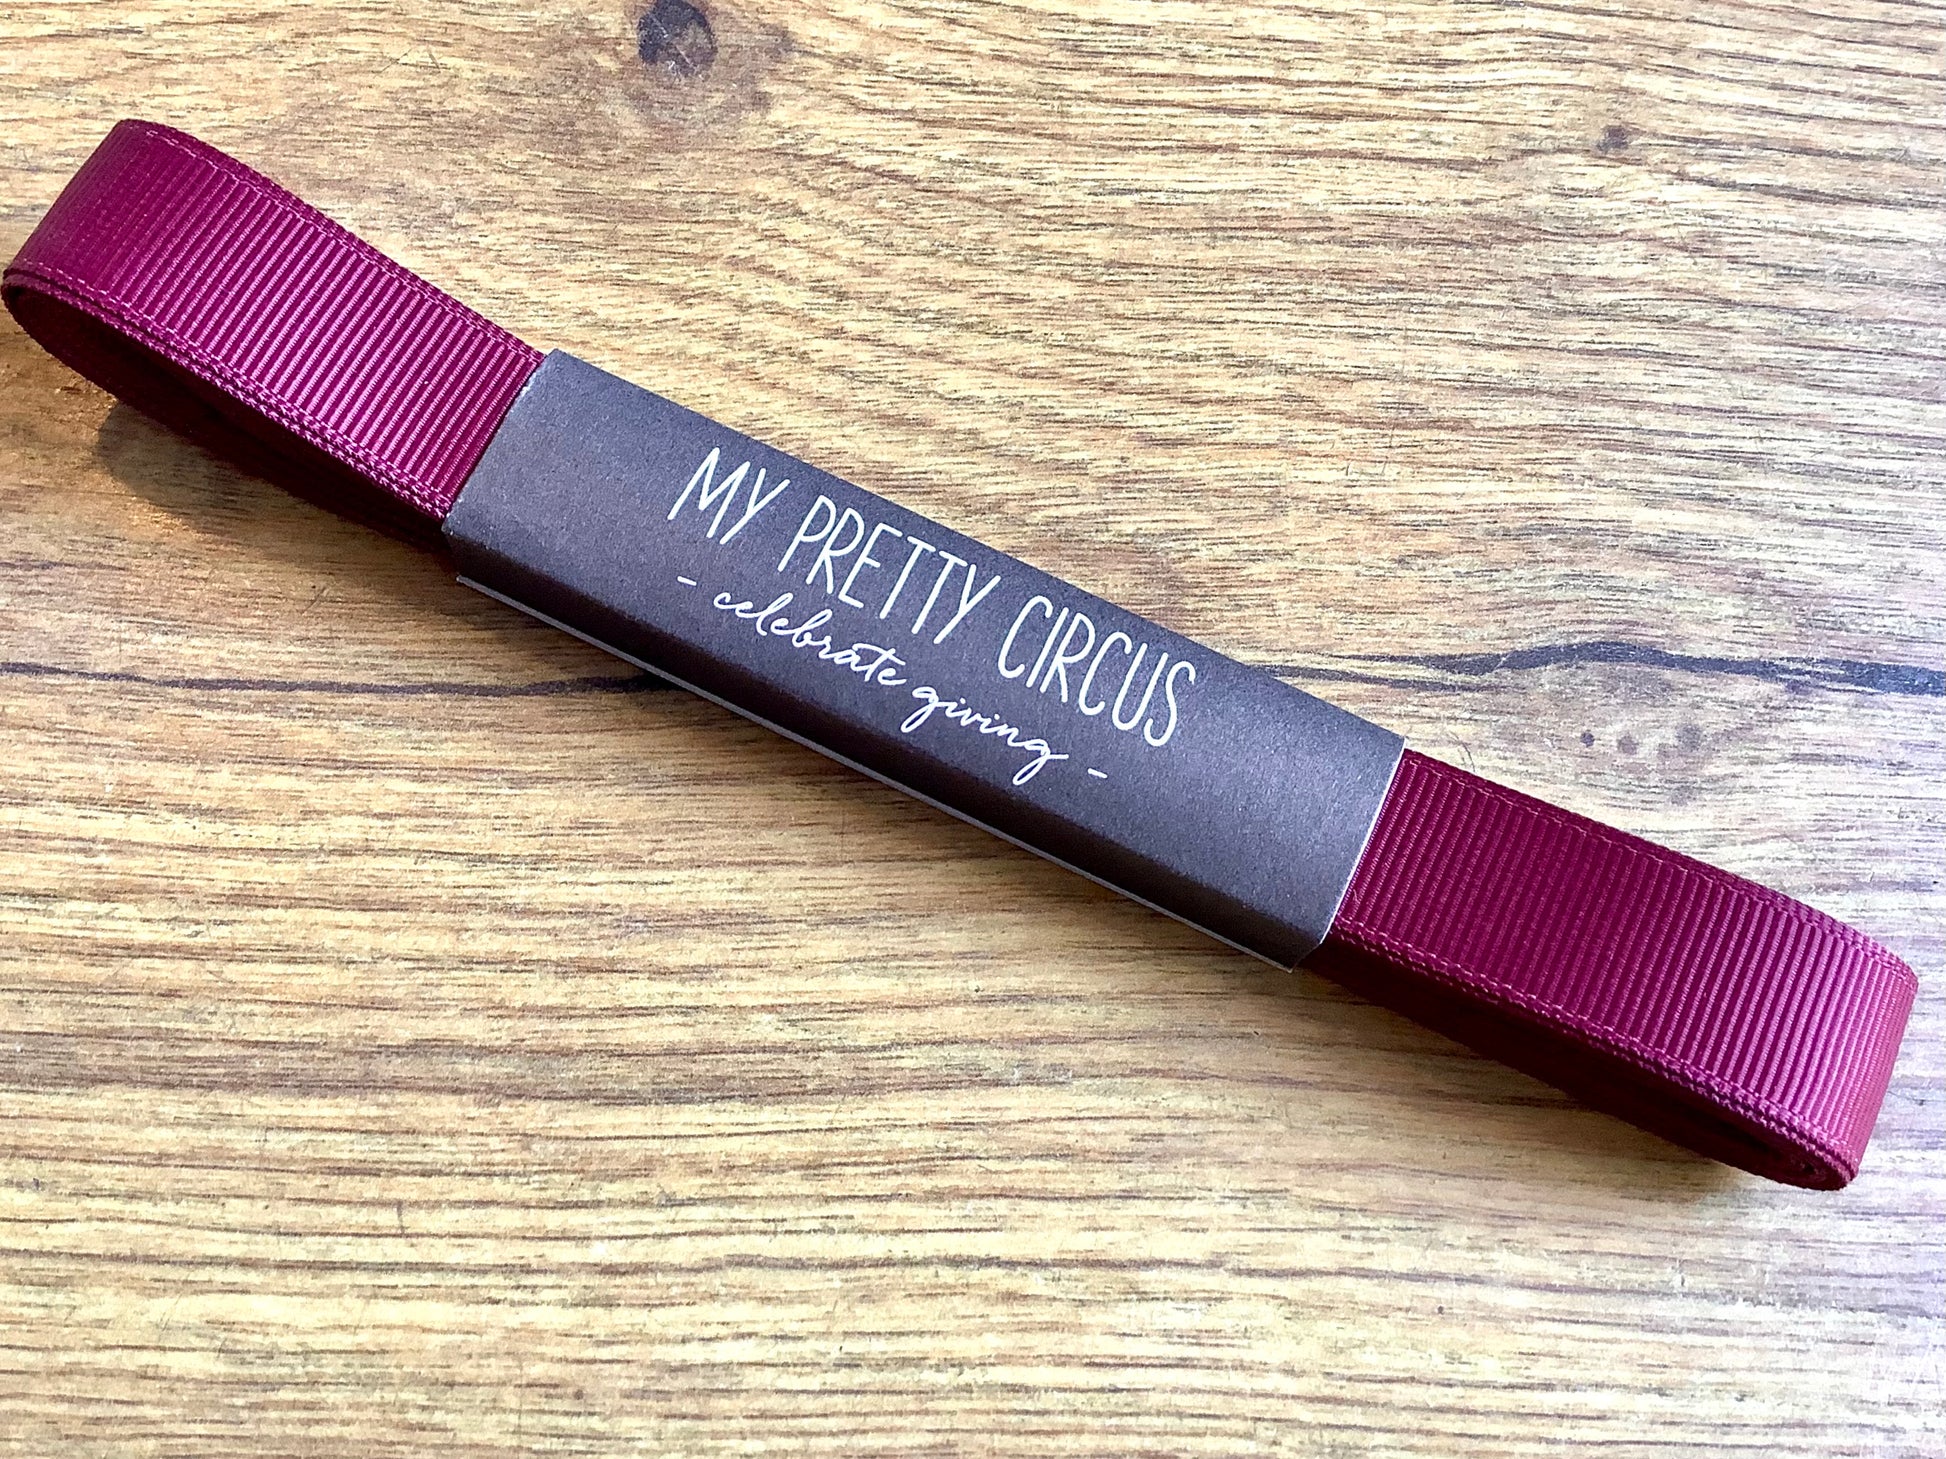 MY PRETTY CIRCUS
- celebrate giving -